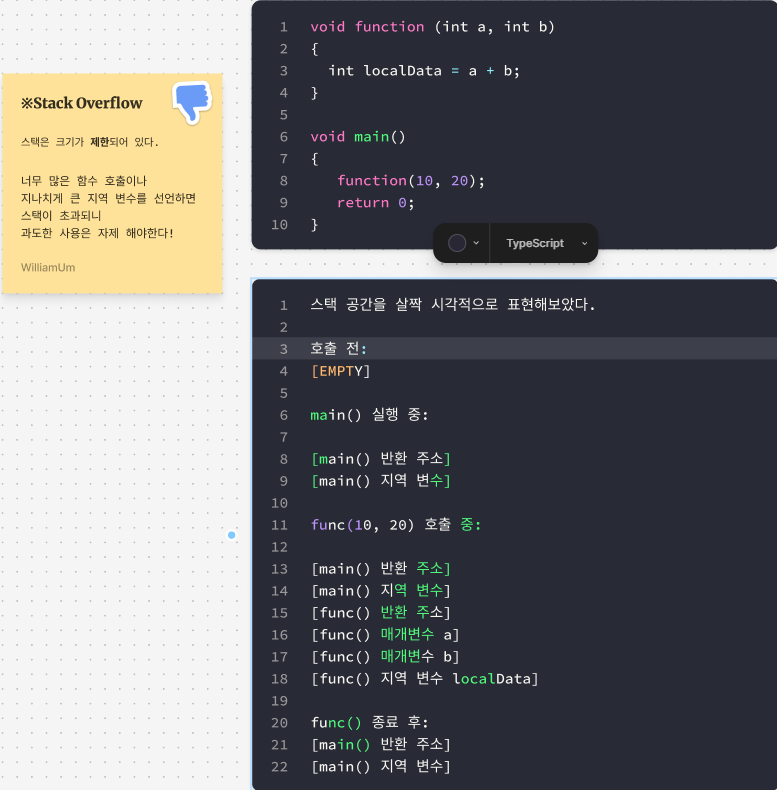 ※Stack Overflow
스택은 크기가 제한되어 있다.
너무 많은 함수 호출이나
지나치게 큰 지역 변수를 선언하면
스택이 초과되니
과도한 사용은 자제 해야한다!
WilliamUm
1 void function (int a, int b)
2 {
3 int localData = a + b;
4 }
5
6 void main()
7 {
8 function(10, 20);
9 return 0;
10 }
TypeScript
1 스택 공간을 살짝 시각적으로 표현해보았다.
2
3 호출 전:
4 [EMPTY]
5
6 main() 실행 중:
7
8 [main() 반환 주소]
9 [main() 지역 변수]
10
11 func(10, 20) 호출 중:
12
13 [main() 반환 주소]
14 [main() 지역 변수]
15 [func() 반환 주소]
16 [func() 매개변수 a]
17 [func() 매개변수 b]
18 [func() 지역 변수 localData]
19
20 func() 종료 후:
21 [main() 반환 주소]
22 [main() 지역 변수]